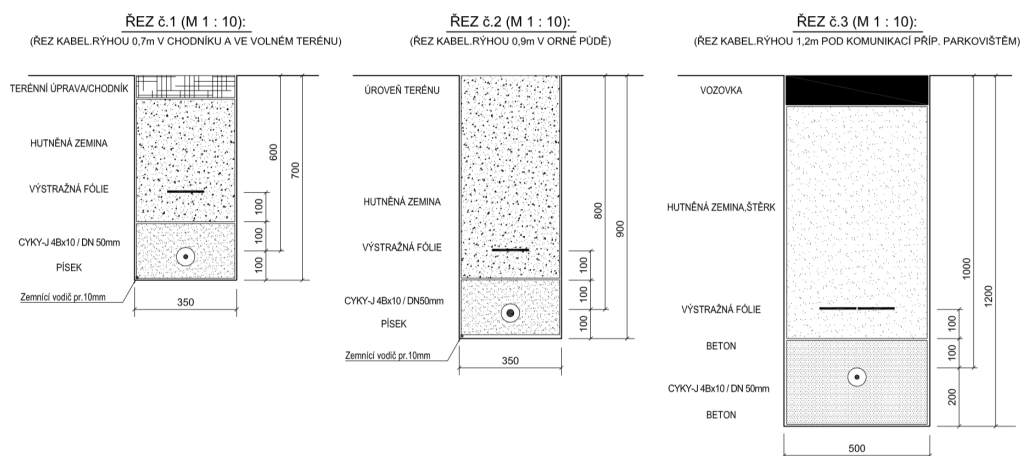 ŘEZ č.1 (M 1 : 10):
(ŘEZ KABEL.RÝHOU 0,7m V CHODNÍKU A VE VOLNÉM TERÉNU)
TERÉNNÍ ÚPRAVA/CHODNÍK
HUTNĚNÁ ZEMINA
VÝSTRAŽNÁ FÓLIE
CYKY-J 4Bx10 / DN 50mm
PÍSEK
Zemnící vodič pr.10mm
100
100
100
600
700
350
ŘEZ č.2 (M 1 : 10):
(ŘEZ KABEL.RÝHOU 0,9m V ORNÉ PŮDĚ)
ÚROVEŇ TERÉNU
HUTNĚNÁ ZEMINA
VÝSTRAŽNÁ FÓLIE
CYKY-J 4Bx10 / DN50mm
PÍSEK
Zemnící vodič pr.10mm
100
100
100
800
900
350
ŘEZ č.3 (M 1 : 10):
(ŘEZ KABEL.RÝHOU 1,2m POD KOMUNIKACÍ PŘÍP. PARKOVIŠTĚM)
VOZOVKA
HUTNĚNÁ ZEMINA,ŠTĚRK
VÝSTRAŽNÁ FÓLIE
BETON
CYKY-J 4Bx10 / DN 50mm
BETON
100
100
200
1000
1200
500